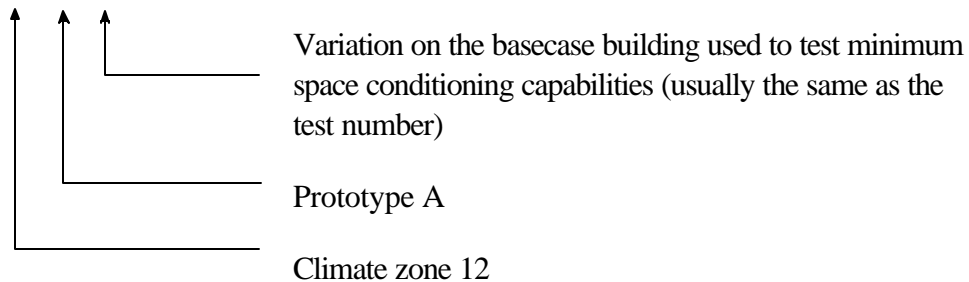 Variation on the basecase building used to test minimum
space conditioning capabilities (usually the same as the
test number)
Prototype A
Climate zone 12